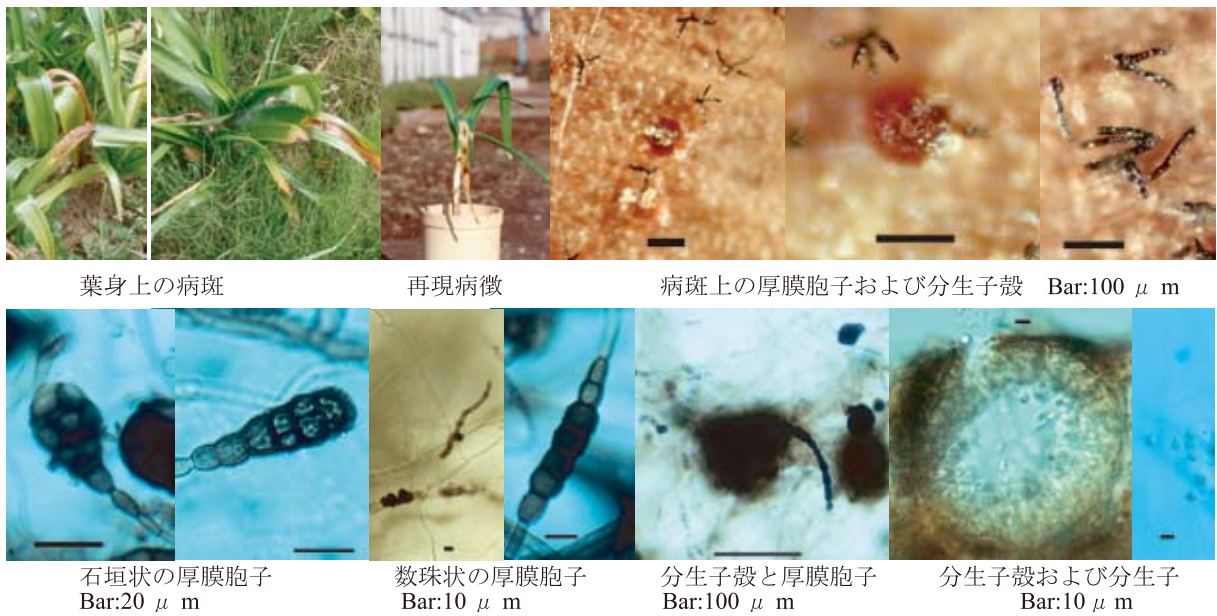 葉身上の病斑
再現病徴
病斑上の厚膜胞子および分生子殻 Bar:100 μ m
石垣状の厚膜胞子
Bar:20 μ m
数珠状の厚膜胞子
Bar:10 μ m
分生子殻と厚膜胞子
Bar:100 μ m
分生子殻および分生子
Bar:10 μ m